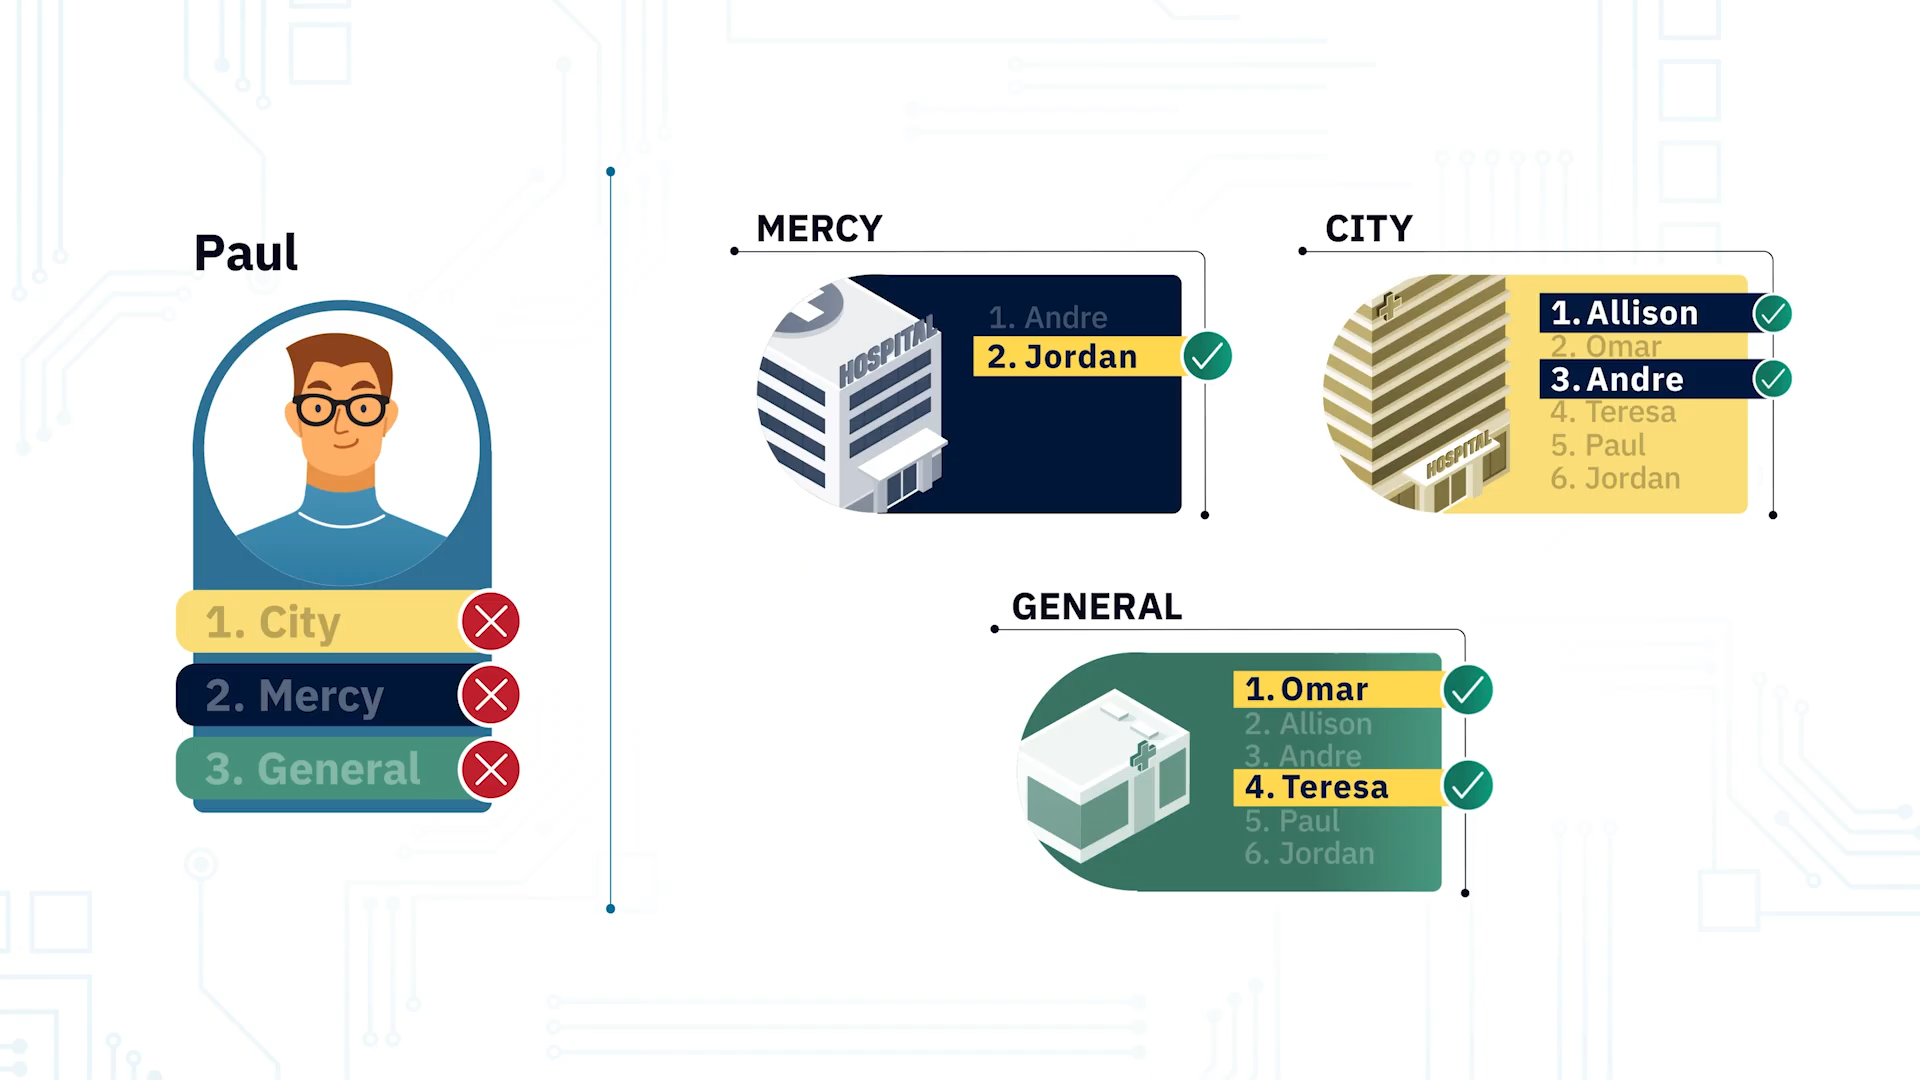 Paul
1. City
2. Mercy
3. General
MERCY
HOSPITAL
1. Andre
2. Jordan
CITY
HOSPITAL
1. Allison
2. Omar
3. Andre
4. Teresa
5. Paul
6. Jordan
GENERAL
1. Omar
2. Allison
3. Andre
4. Teresa
5. Paul
6. Jordan